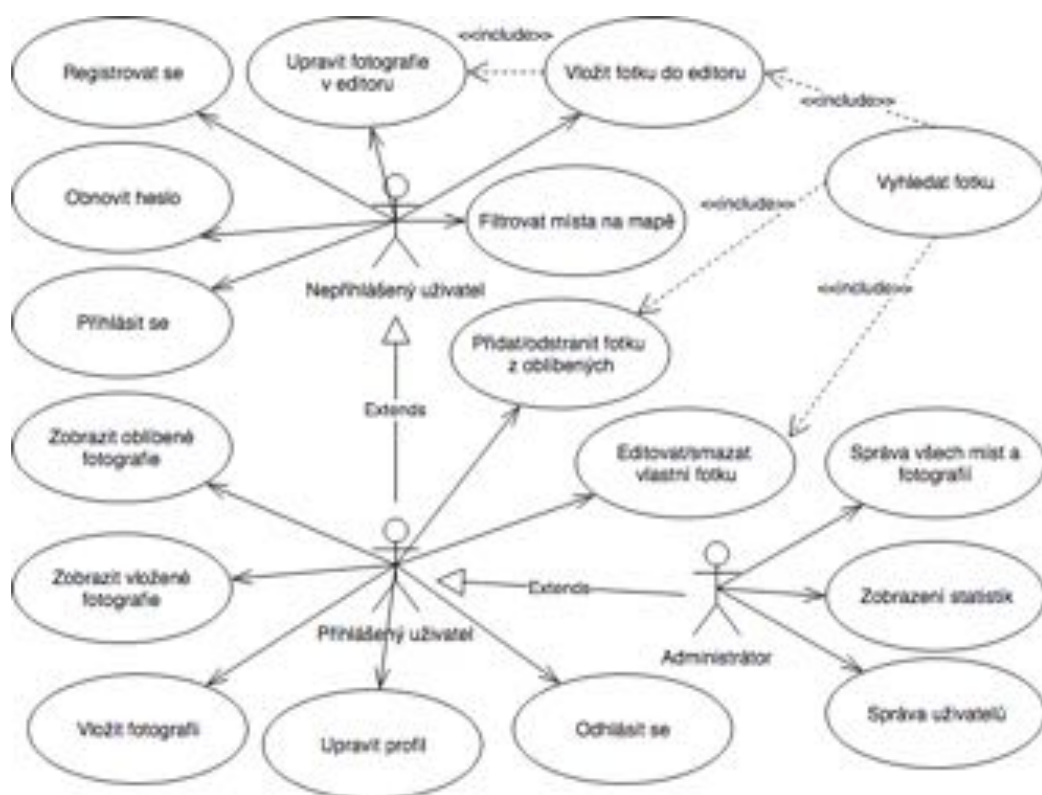 Registrovat se
Upravit fotografie
v editoru
<<include>>
Vložit fotku do editoru
<<include>>
Obnovit heslo
Vyhledat fotku
<<include>>
Filtrovat místa na mapě
Nepřihlášený uživatel
<<include>>
Přihlásit se
Přidat/odstranit fotku
z oblíbených
Extends
Zobrazit oblíbené
fotografie
Editovat/smazat
vlastní fotku
Správa všech míst a
fotografií
Zobrazit vložené
fotografie
Extends
Zobrazení statistik
Přihlášený uživatel
Administrátor
Vložit fotografii
Upravit profil
Odhlásit se
Správa uživatelů